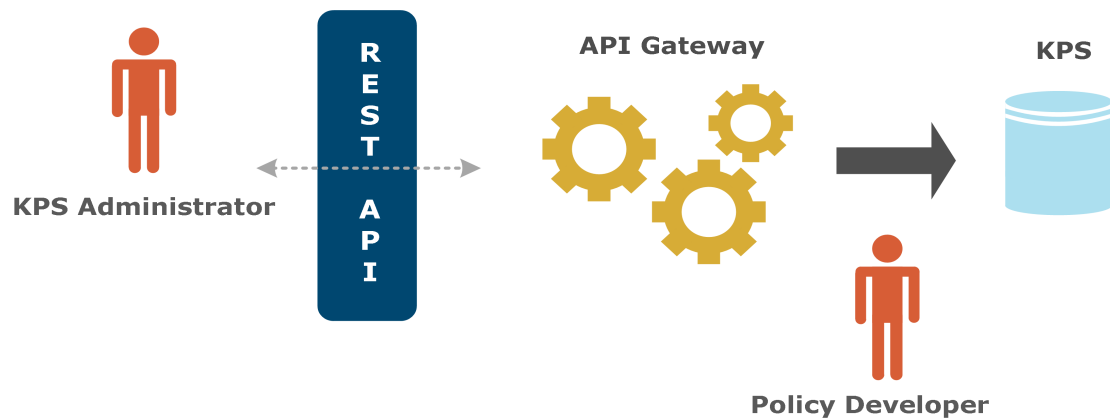 API Gateway
KPS
REST API
KPS Administrator
Policy Developer